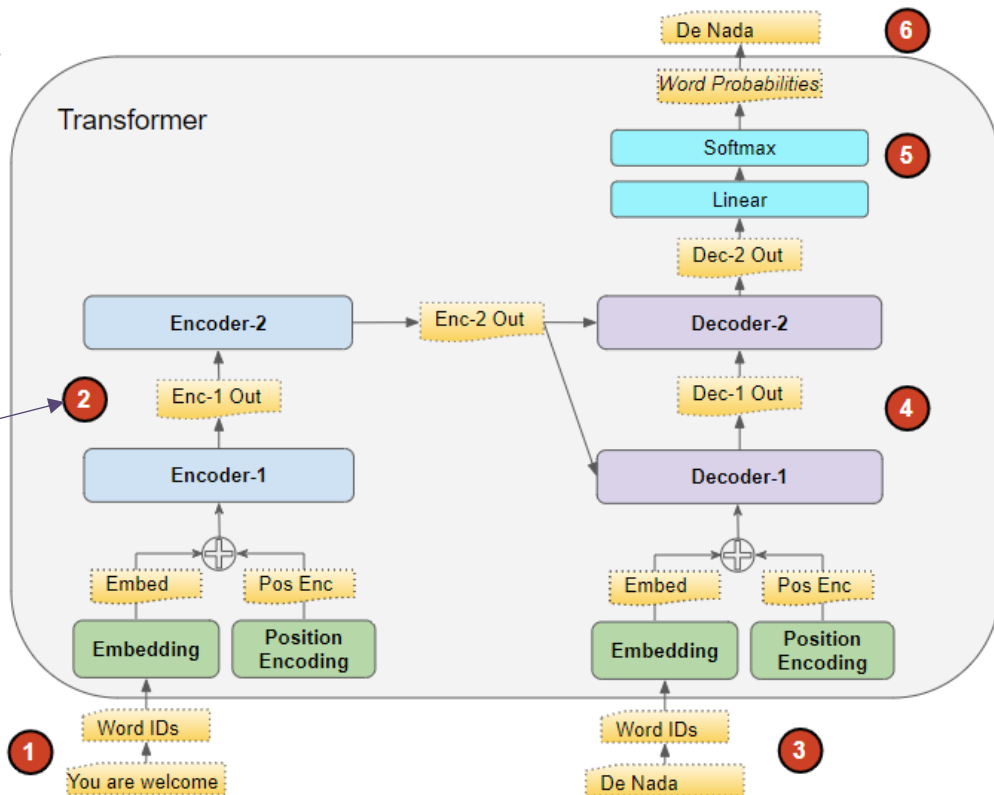 De Nada
6
Word Probabilities
Transformer
Softmax
5
Linear
Dec-2 Out
Encoder-2
Enc-2 Out
Decoder-2
2
Enc-1 Out
Dec-1 Out
4
Encoder-1
Decoder-1
Embed
Pos Enc
Embed
Pos Enc
Embedding
Position
Encoding
Embedding
Position
Encoding
1
Word IDs
Word IDs
3
You are welcome
De Nada